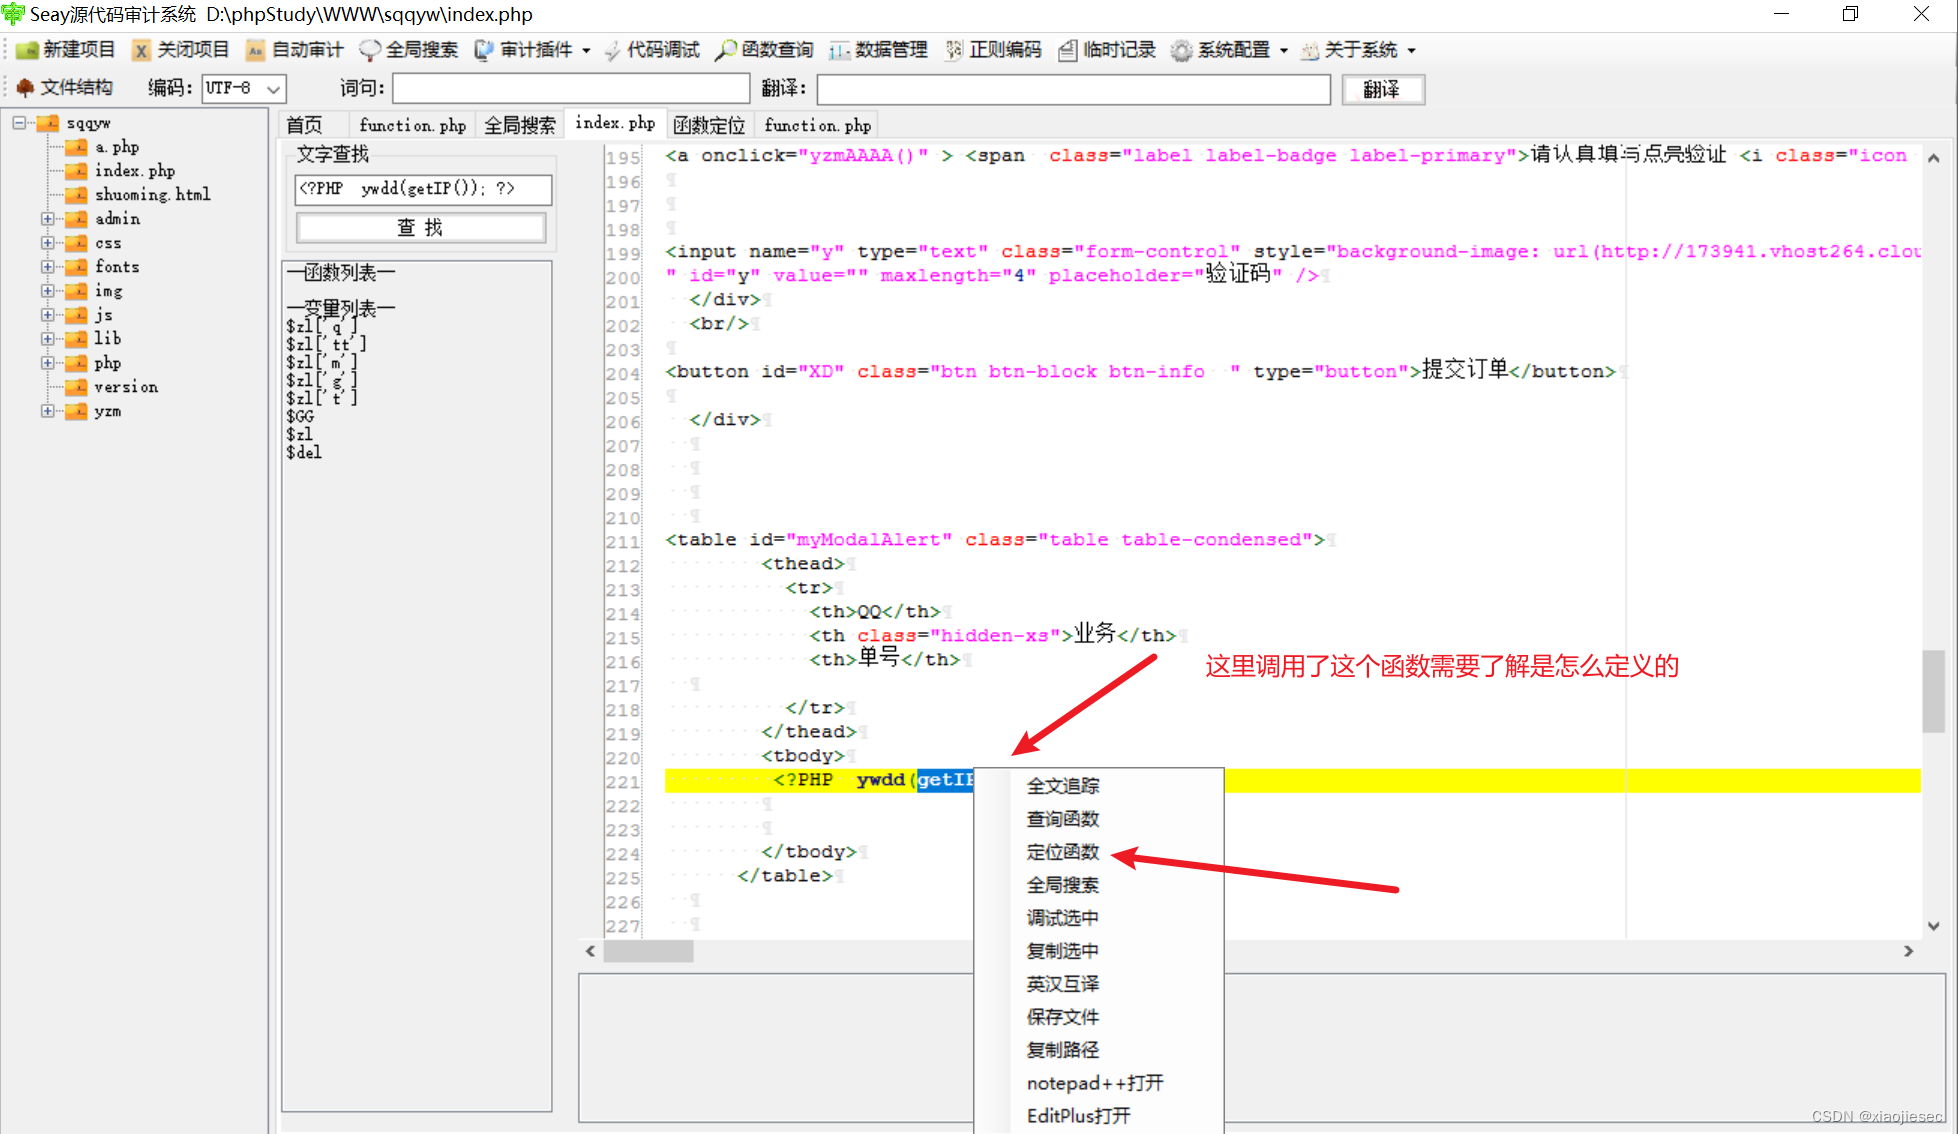 Seay源代码审计系统 D:\phpStudy\WWW\sqqyw\index.php
新建项目 关闭项目 自动审计 全局搜索 审计插件 代码调试 函数查询 数据管理 正则编码 临时记录 系统配置 关于系统
文件结构 编码: UTF-8 词句: 翻译: 翻译
首页 function.php 全局搜索 index.php 函数定位 function.php
sqqyw
a.php
index.php
shuoming.html
admin
css
fonts
img
js
lib
php
version
yzm
文字查找
<?PHP ywdd(getIP()); ?>
查 找
—函数列表—
—变量列表—
$zl['q']
$zl['tt']
$zl['m']
$zl['g']
$zl['t']
$GG
$zl
$del
195 <a onclick="yzmAAAA()" > <span class="label label-badge label-primary">请认真填写点亮验证 <i class="icon
196
197
198
199 <input name="y" type="text" class="form-control" style="background-image: url(http://173941.vhost264.clou
200 " id="y" value="" maxlength="4" placeholder="验证码" />
201 </div>
202 <br/>
203
204 <button id="XD" class="btn btn-block btn-info " type="button">提交订单</button>
205
206 </div>
207
208
209
210
211 <table id="myModalAlert" class="table table-condensed">
212 <thead>
213 <tr>
214 <th>QQ</th>
215 <th class="hidden-xs">业务</th>
216 <th>单号</th>
217
218 </tr>
219 </thead>
220 <tbody>
221 <?PHP ywdd(getIP
222
223
224 </tbody>
225 </table>
226
227
这里调用了这个函数需要了解是怎么定义的
全文追踪
查询函数
定位函数
全局搜索
调试选中
复制选中
英汉互译
保存文件
复制路径
notepad++打开
EditPlus打开
CSDN @xiaojiesec